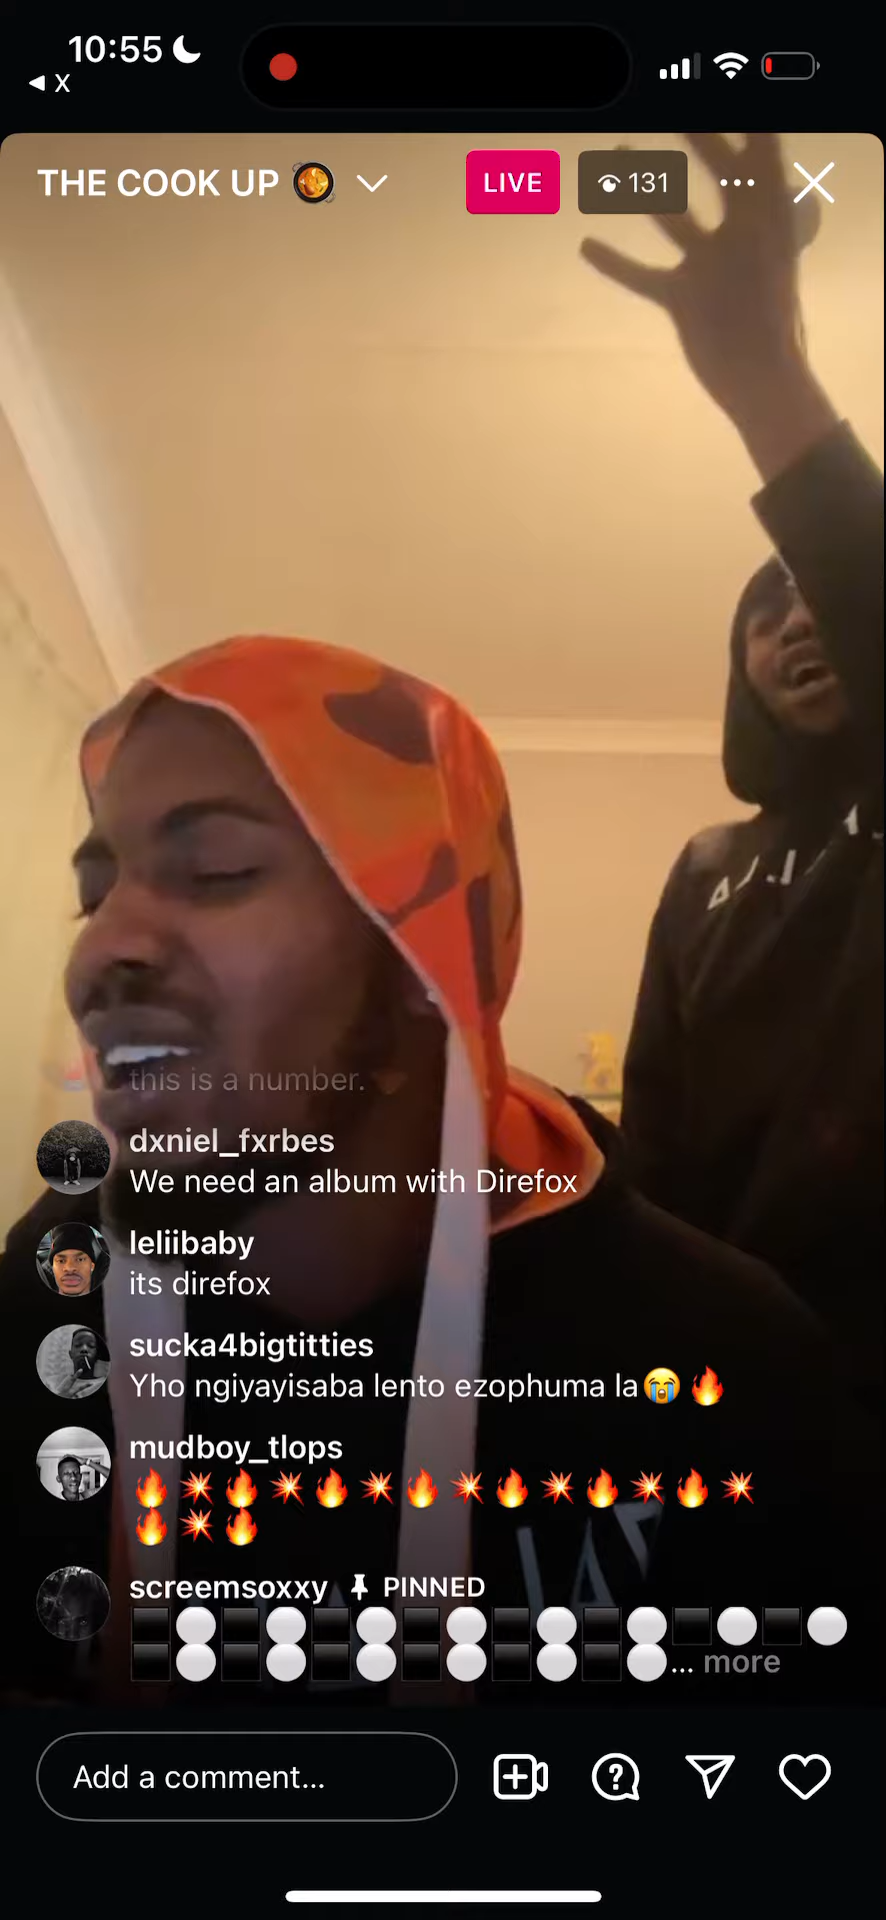 10:55
◀ X
THE COOK UP 🥘
LIVE
131
this is a number.
dxniel_fxrbes
We need an album with Direfox
leliibaby
its direfox
sucka4bigtitties
Yho ngiyayisaba lento ezophuma la😭🔥
mudboy_tlops
🔥💥🔥💥🔥💥🔥💥🔥💥🔥💥🔥💥
🔥💥🔥
screemsoxxy 📌 PINNED
⬛⚪⬛⚪⬛⚪⬛⚪⬛⚪⬛⚪⬛⚪⬛⚪
⬛⚪⬛⚪⬛⚪⬛⚪⬛⚪⬛⚪... more
Add a comment...